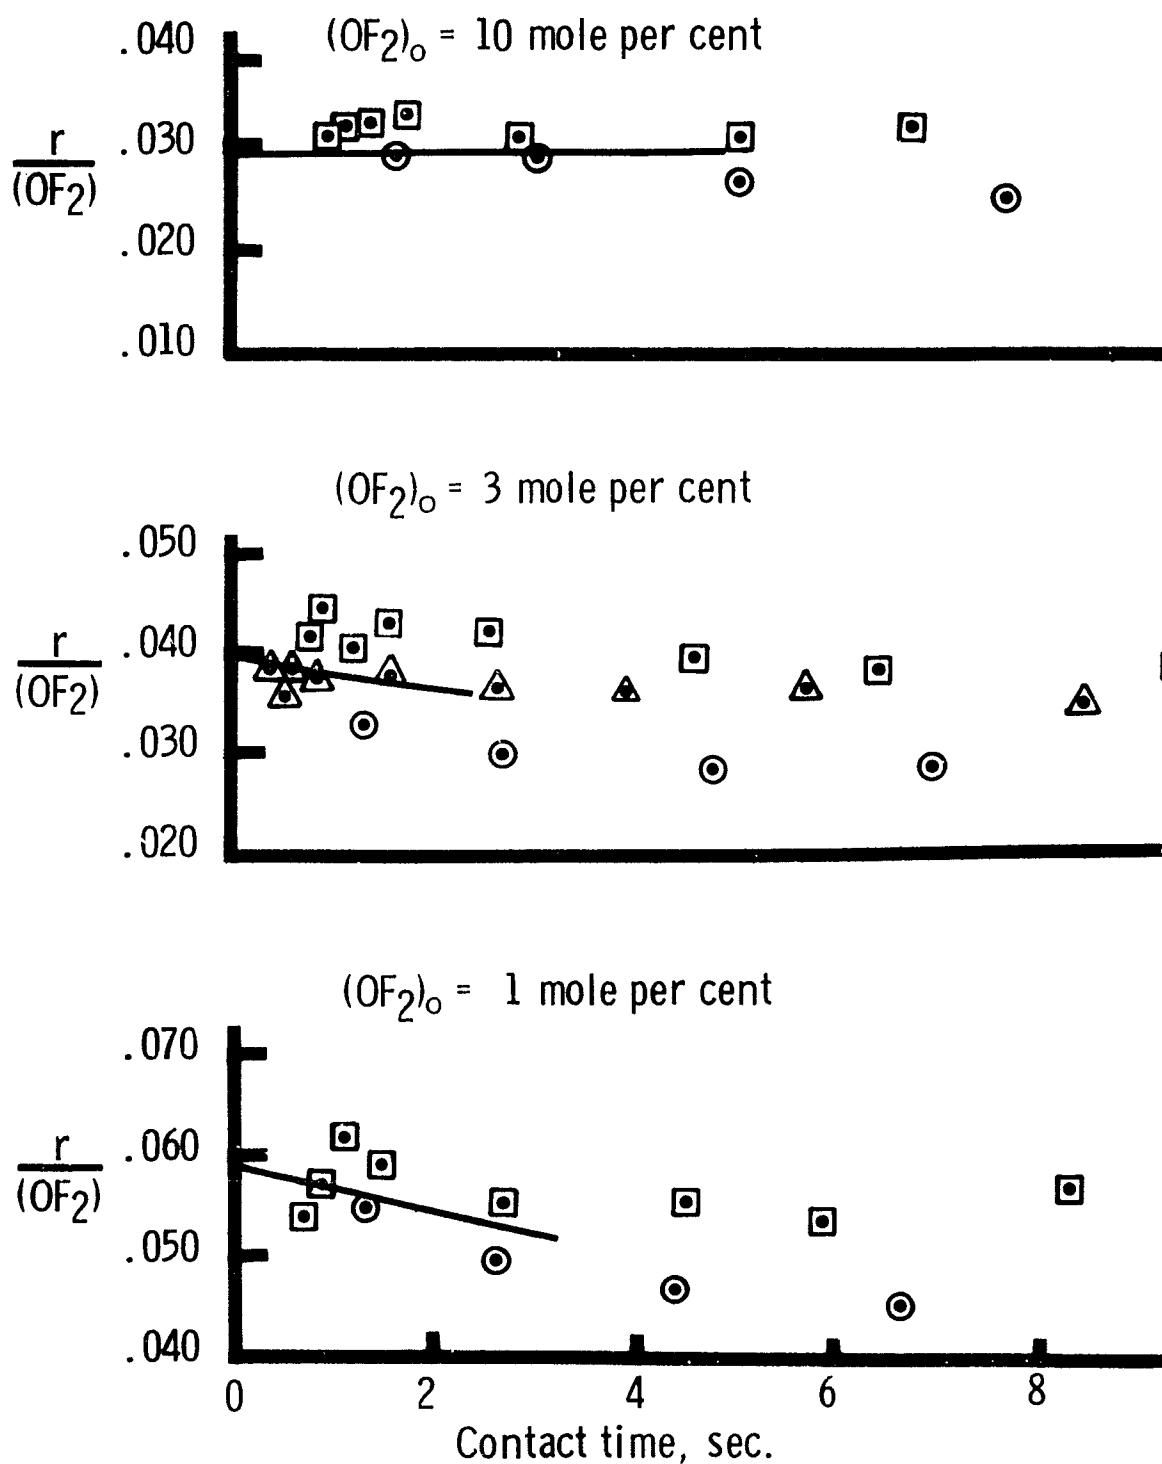 (OF2)o = 10 mole per cent
.040
.030
.020
.010
r
(OF2)
(OF2)o = 3 mole per cent
.050
.040
.030
.020
r
(OF2)
(OF2)o = 1 mole per cent
.070
.060
.050
.040
r
(OF2)
0 2 4 6 8
Contact time, sec.